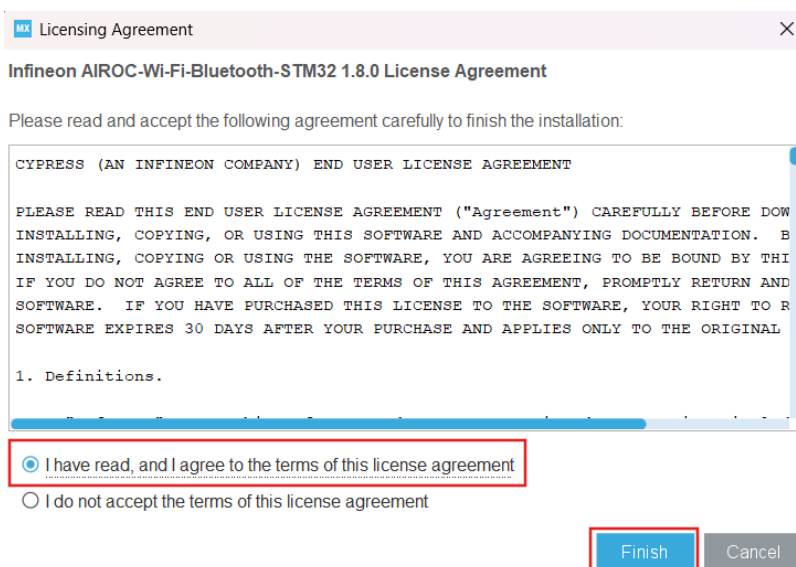 MX Licensing Agreement
Infineon AIROC-Wi-Fi-Bluetooth-STM32 1.8.0 License Agreement
Please read and accept the following agreement carefully to finish the installation:
CYPRESS (AN INFINEON COMPANY) END USER LICENSE AGREEMENT
PLEASE READ THIS END USER LICENSE AGREEMENT ("Agreement") CAREFULLY BEFORE DOW
INSTALLING, COPYING, OR USING THIS SOFTWARE AND ACCOMPANYING DOCUMENTATION. B
INSTALLING, COPYING OR USING THE SOFTWARE, YOU ARE AGREEING TO BE BOUND BY THI
IF YOU DO NOT AGREE TO ALL OF THE TERMS OF THIS AGREEMENT, PROMPTLY RETURN AND
SOFTWARE. IF YOU HAVE PURCHASED THIS LICENSE TO THE SOFTWARE, YOUR RIGHT TO R
SOFTWARE EXPIRES 30 DAYS AFTER YOUR PURCHASE AND APPLIES ONLY TO THE ORIGINAL
1. Definitions.
I have read, and I agree to the terms of this license agreement
I do not accept the terms of this license agreement
Finish Cancel